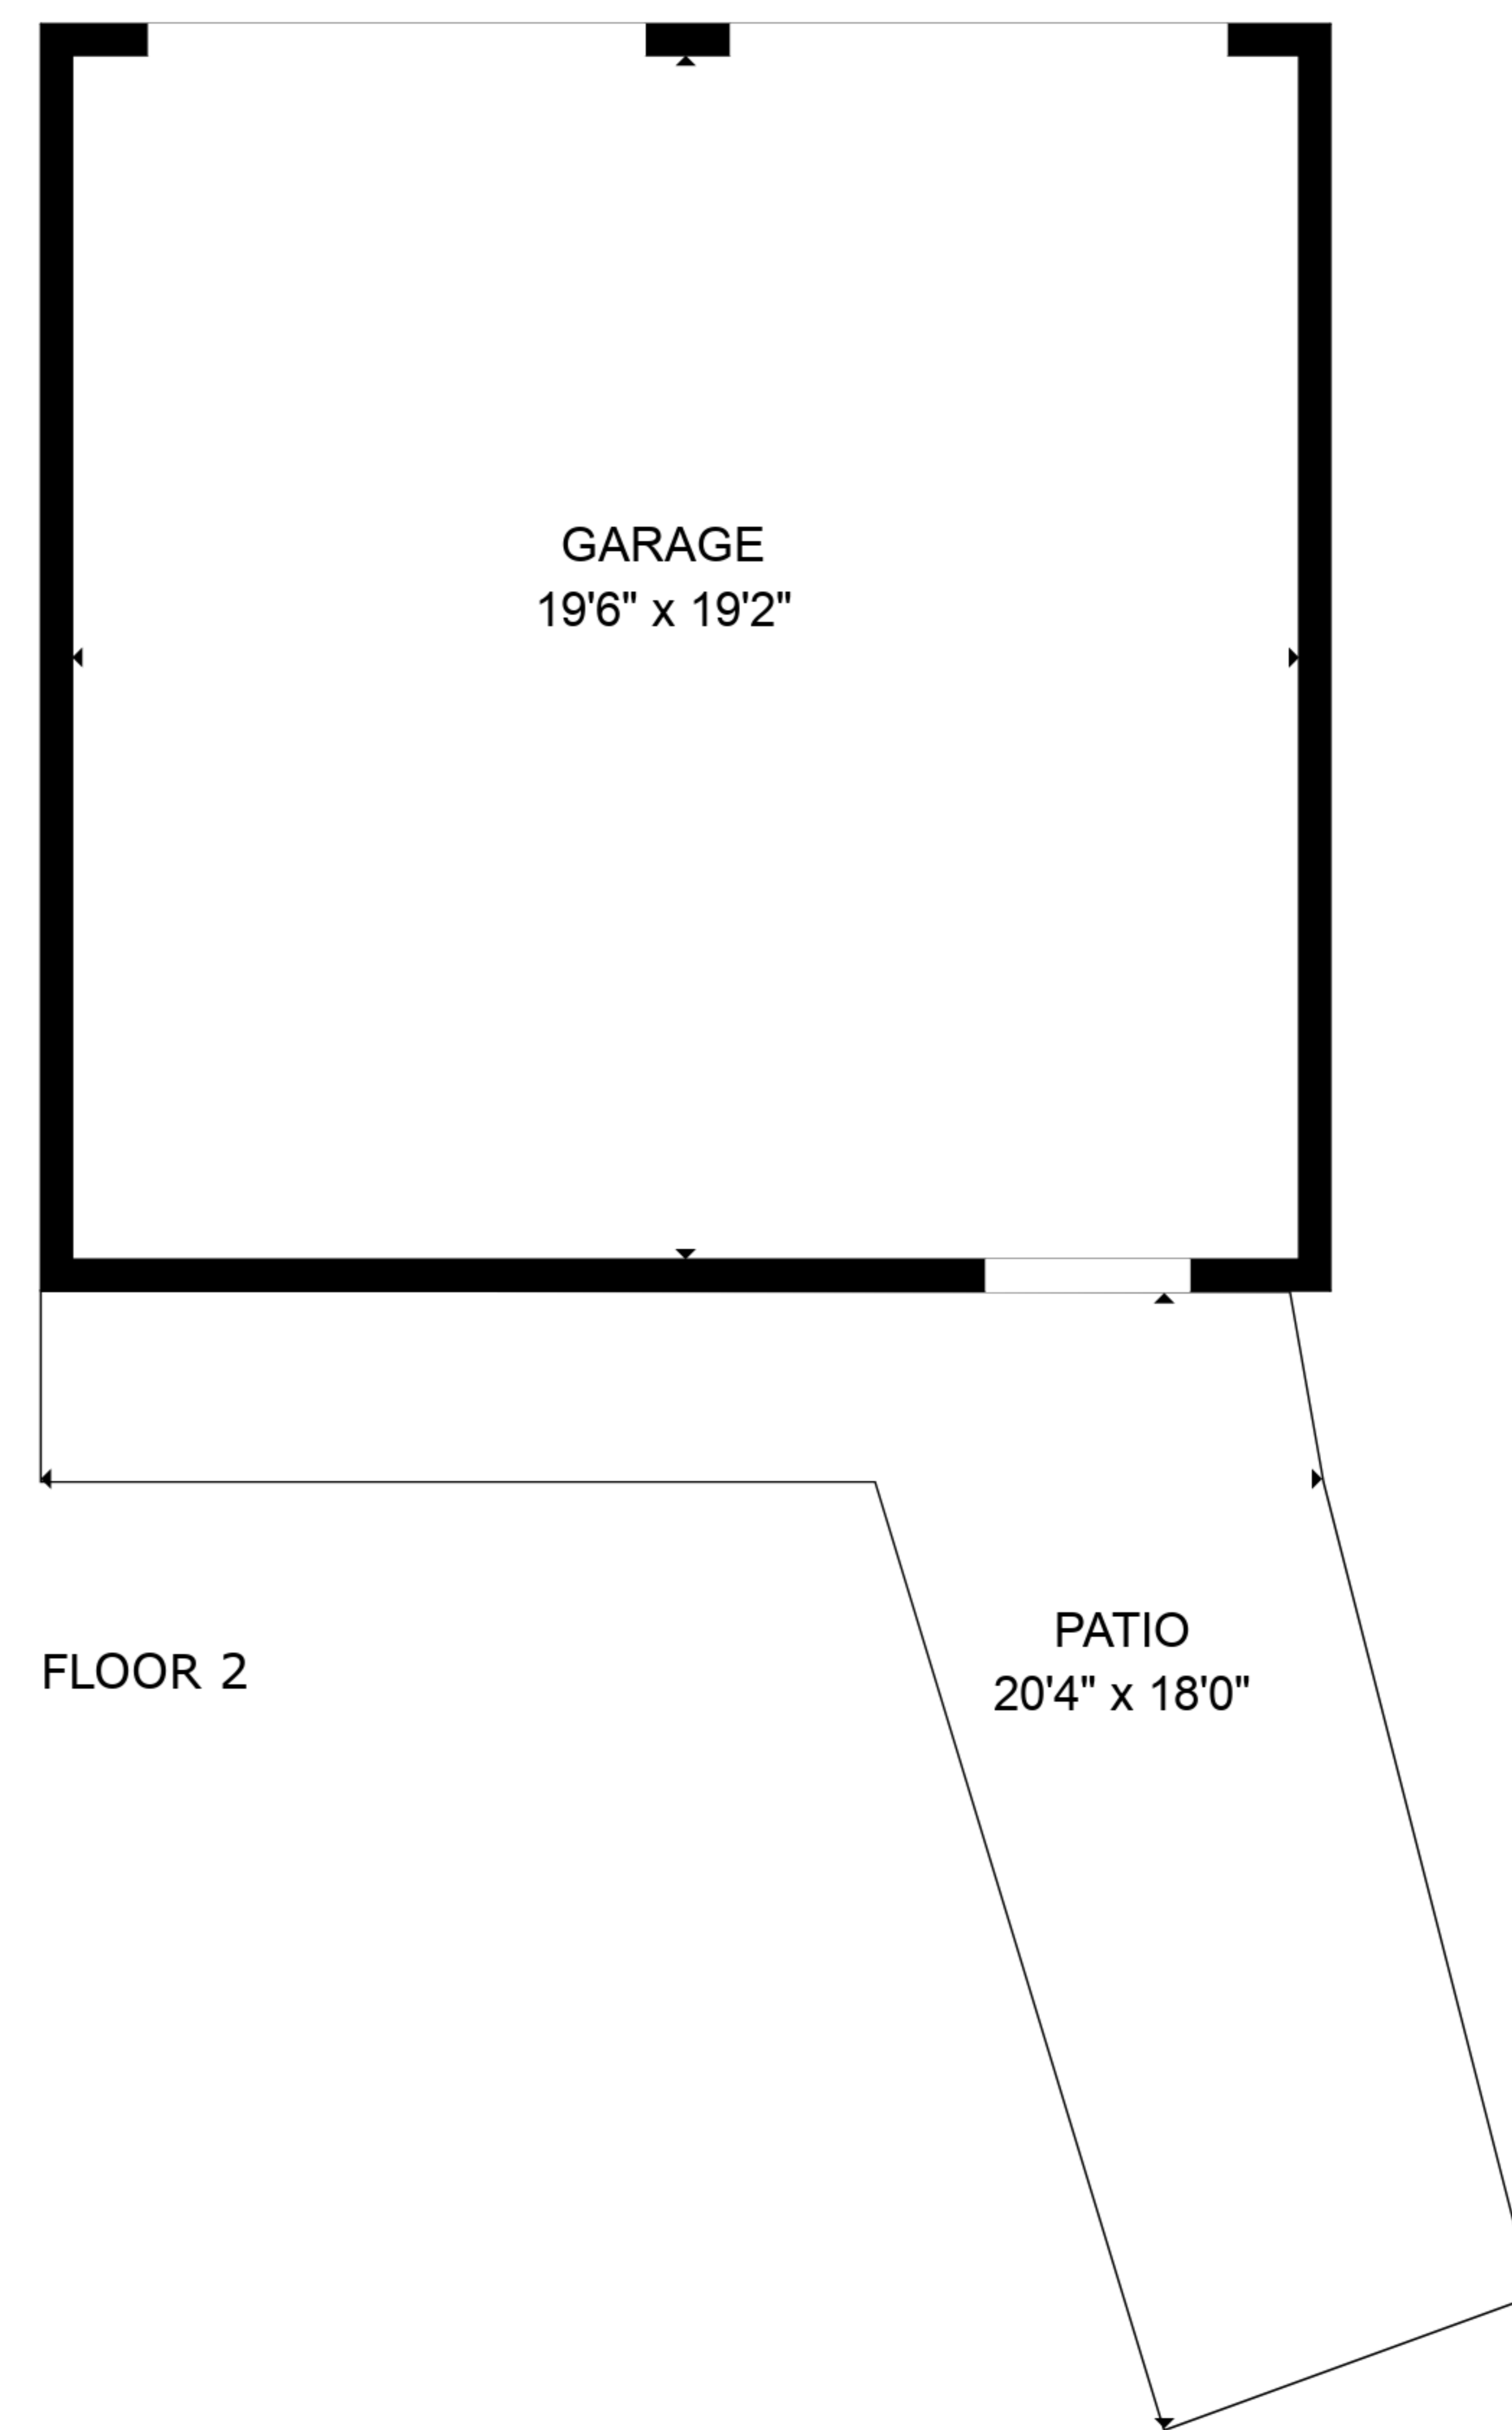 GARAGE
19'6" x 19'2"
PATIO
20'4" x 18'0"
FLOOR 2